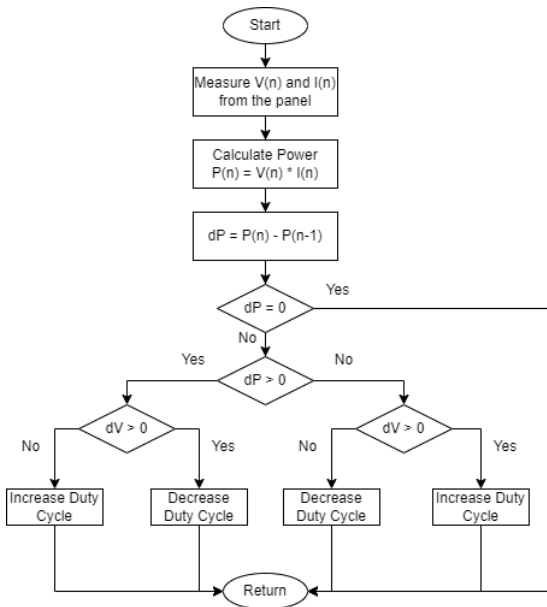 Start
Measure V(n) and I(n)
from the panel
Calculate Power
P(n) = V(n) * I(n)
dP = P(n) - P(n-1)
Yes
dP = 0
No
Yes
No
dP > 0
dV > 0
dV > 0
No
Yes
No
Yes
Increase Duty
Cycle
Decrease
Duty Cycle
Decrease
Duty Cycle
Increase Duty
Cycle
Return